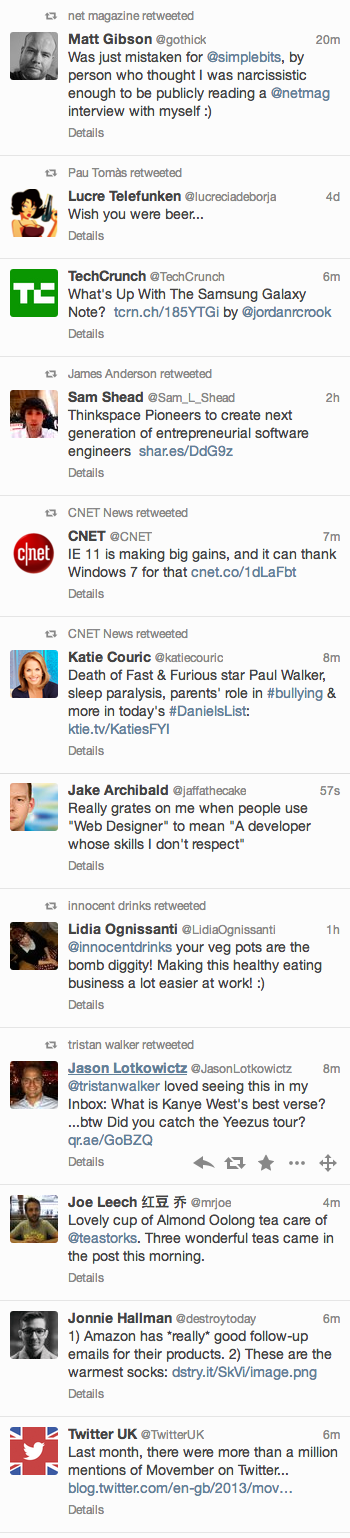 net magazine retweeted
Matt Gibson @gothick 20m
Was just mistaken for @simplebits, by
person who thought I was narcissistic
enough to be publicly reading a @netmag
interview with myself :)
Details
Pau Tomàs retweeted
Lucre Telefunken @lucreciadeborja 4d
Wish you were beer...
Details
TC
TechCrunch @TechCrunch 6m
What's Up With The Samsung Galaxy
Note? tcrn.ch/185YTGi by @jordanrcrook
Details
James Anderson retweeted
Sam Shead @Sam_L_Shead 2h
Thinkspace Pioneers to create next
generation of entrepreneurial software
engineers shar.es/DdG9z
Details
CNET News retweeted
c|net
CNET @CNET 7m
IE 11 is making big gains, and it can thank
Windows 7 for that cnet.co/1dLaFbt
Details
CNET News retweeted
Katie Couric @katiecouric 8m
Death of Fast & Furious star Paul Walker,
sleep paralysis, parents' role in #bullying &
more in today's #DanielsList:
ktie.tv/KatiesFYI
Details
Jake Archibald @jaffathecake 57s
Really grates on me when people use
"Web Designer" to mean "A developer
whose skills I don't respect"
Details
innocent drinks retweeted
Lidia Ognissanti @LidiaOgnissanti 1h
@innocentdrinks your veg pots are the
bomb diggity! Making this healthy eating
business a lot easier at work! :)
Details
tristan walker retweeted
Jason Lotkowictz @JasonLotkowictz 8m
@tristanwalker loved seeing this in my
Inbox: What is Kanye West's best verse?
...btw Did you catch the Yeezus tour?
qr.ae/GoBZQ
Details
Joe Leech 红豆 乔 @mrjoe 4m
Lovely cup of Almond Oolong tea care of
@teastorks. Three wonderful teas came in
the post this morning.
Details
Jonnie Hallman @destroytoday 6m
1) Amazon has *really* good follow-up
emails for their products. 2) These are the
warmest socks: dstry.it/SkVi/image.png
Details
Twitter UK @TwitterUK 6m
Last month, there were more than a million
mentions of Movember on Twitter...
blog.twitter.com/en-gb/2013/mov…
Details